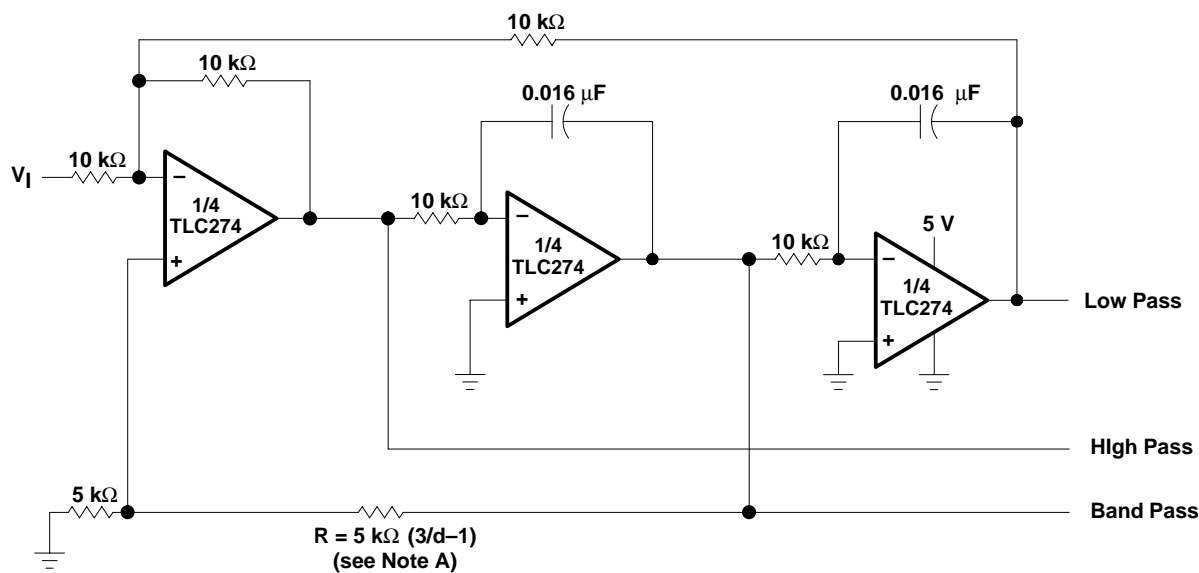 10 kΩ
10 kΩ
0.016 μF
0.016 μF
10 kΩ
VI
−
1/4
TLC274
+
10 kΩ
−
1/4
TLC274
+
10 kΩ
5 V
−
1/4
TLC274
+
Low Pass
HIgh Pass
5 kΩ
R = 5 kΩ (3/d–1)
(see Note A)
Band Pass